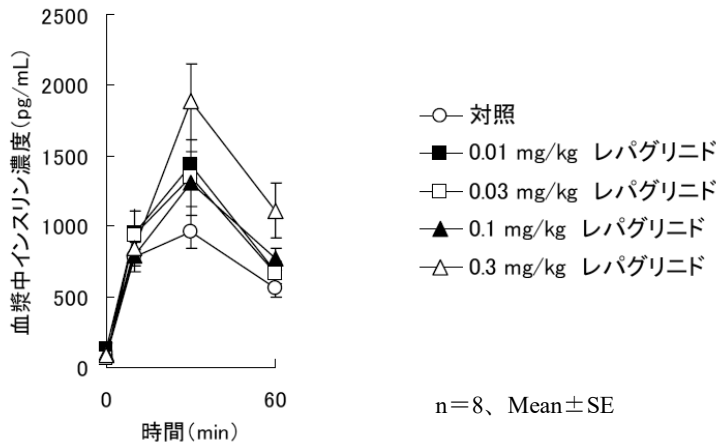 血漿中インスリン濃度(pg/mL)
2500
2000
1500
1000
500
0
0
30
60
時間(min)
対照
0.01 mg/kg レパグリニド
0.03 mg/kg レパグリニド
0.1 mg/kg レパグリニド
0.3 mg/kg レパグリニド
n=8、Mean±SE